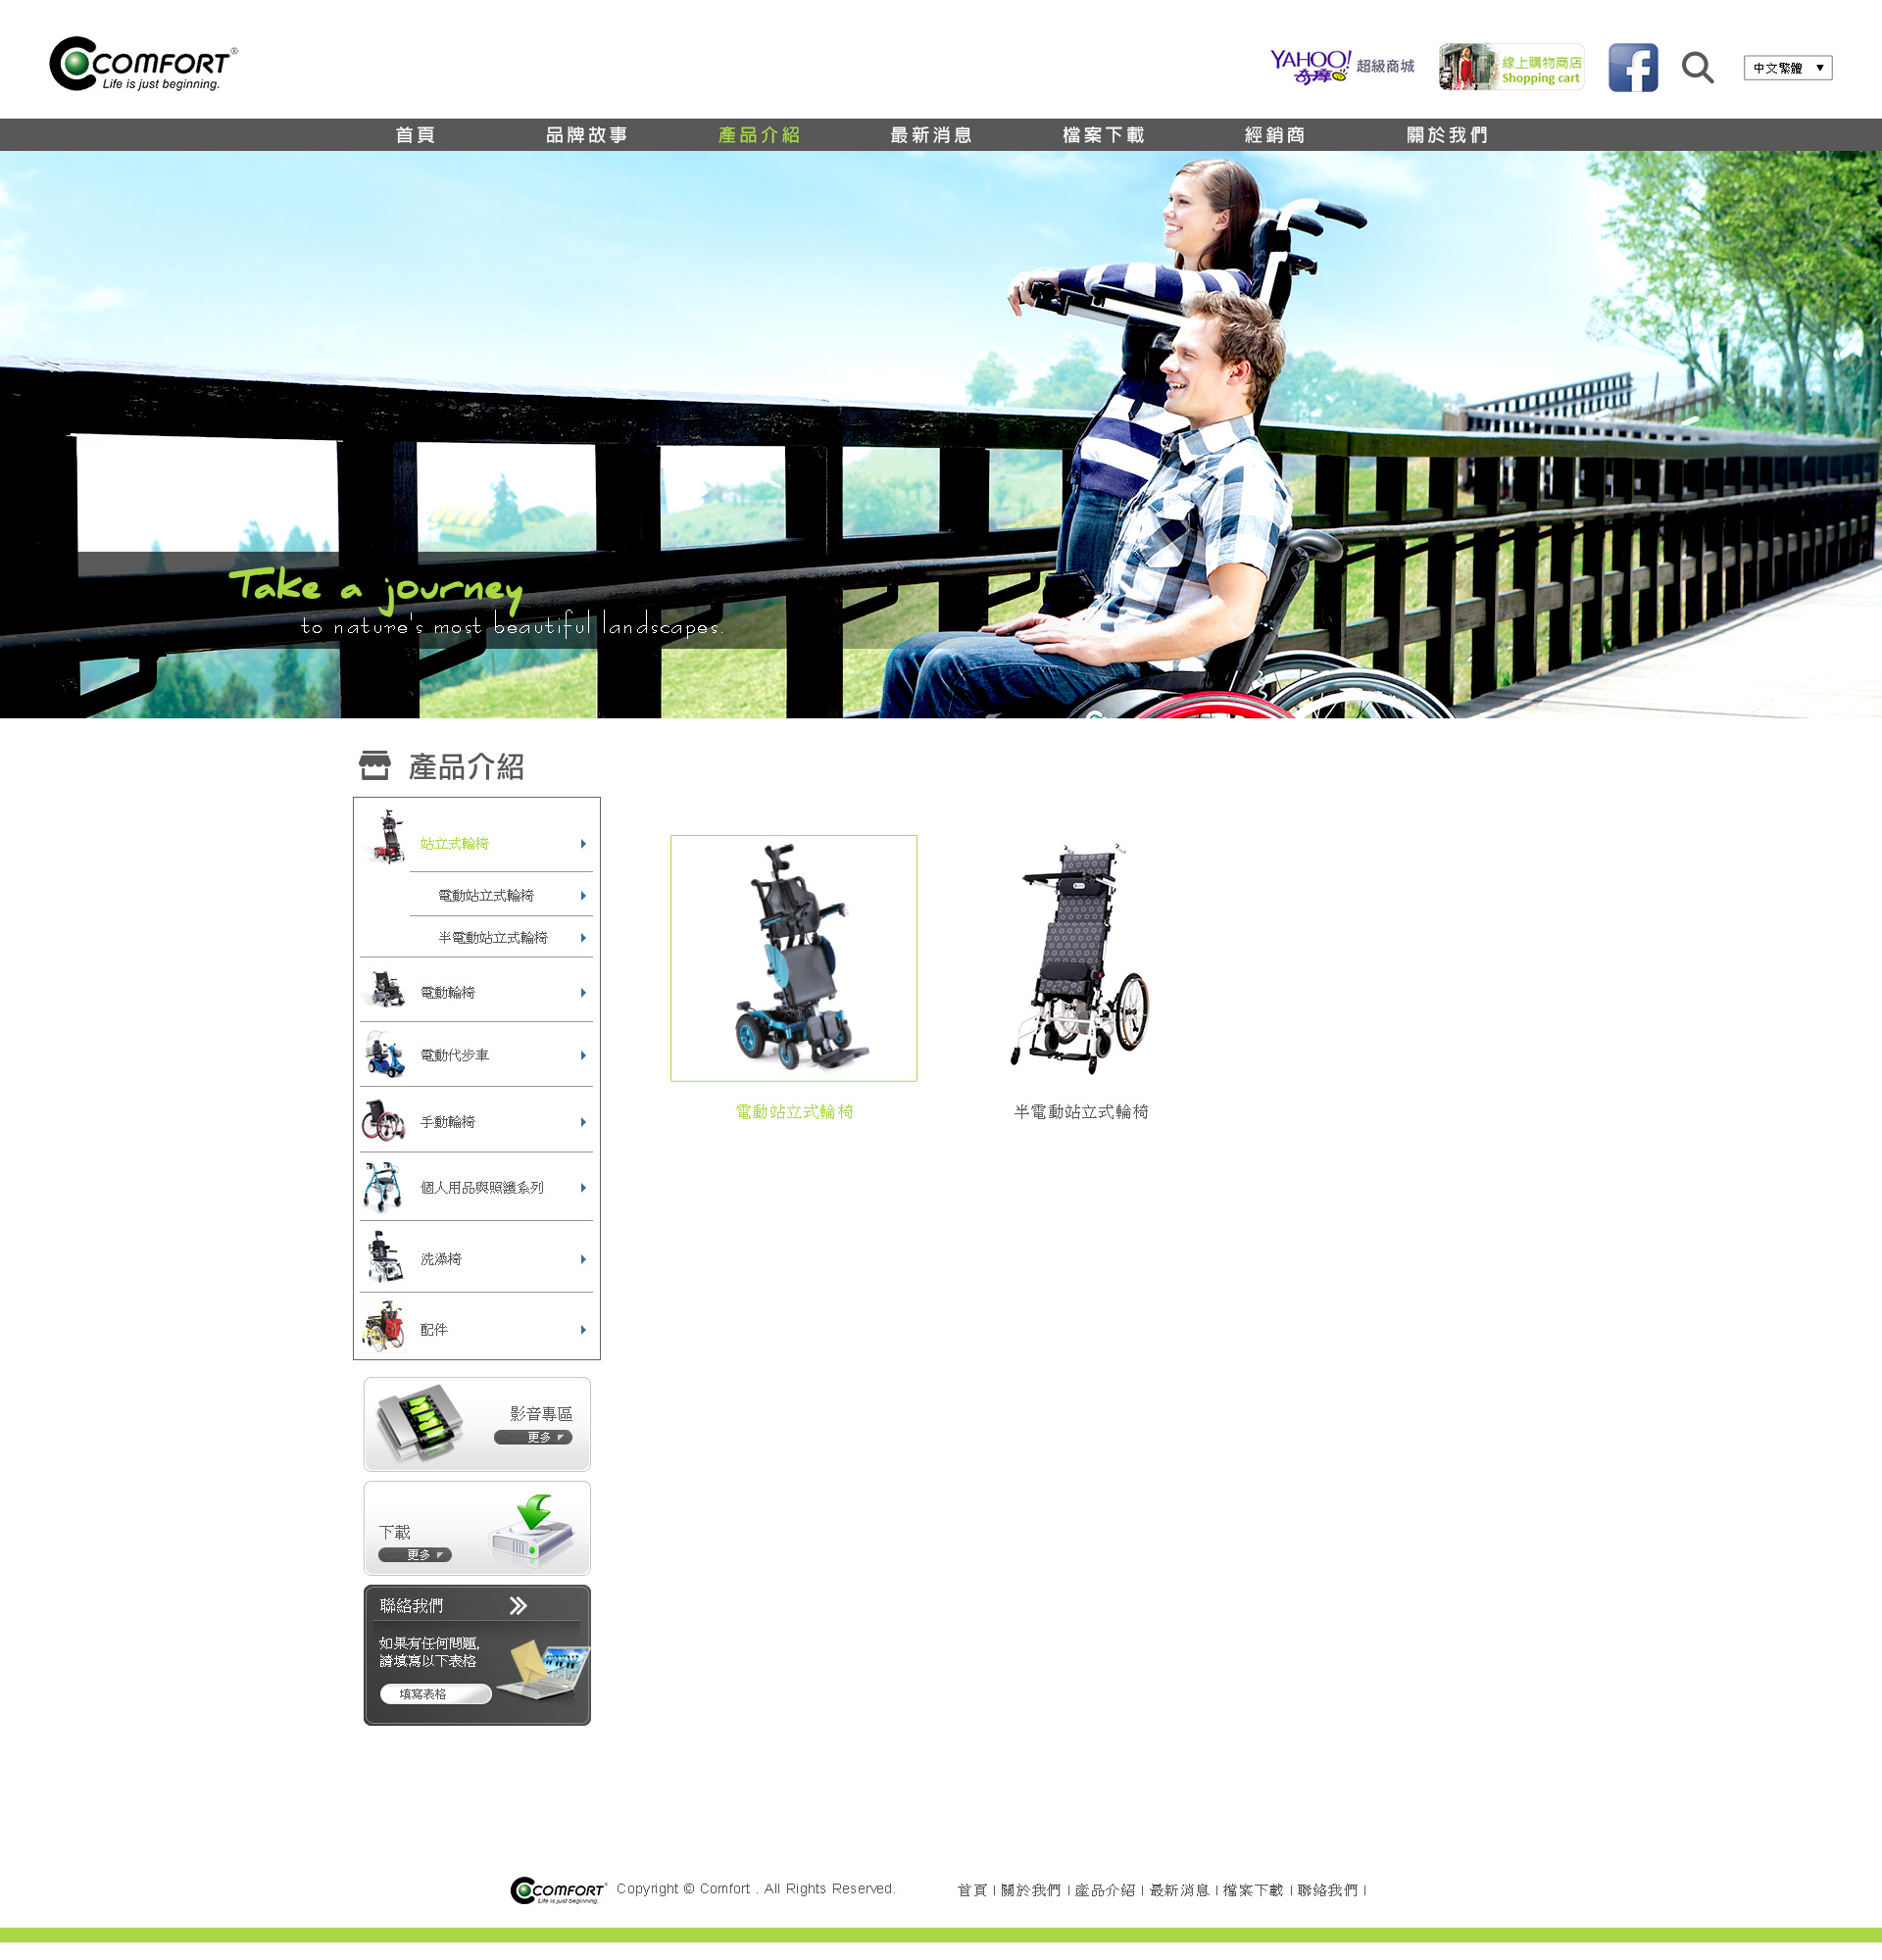 COMFORT®
Life is just beginning.
YAHOO!
奇摩
超級商城
線上購物商店
Shopping cart
中文繁體
首頁 品牌故事 產品介紹 最新消息 檔案下載 經銷商 關於我們
Take a journey
to nature's most beautiful landscapes.
產品介紹
站立式輪椅
電動站立式輪椅
半電動站立式輪椅
電動輪椅
電動代步車
手動輪椅
個人用品與照護系列
洗澡椅
配件
電動站立式輪椅
半電動站立式輪椅
影音專區
更多
下載
更多
聯絡我們
如果有任何問題,
請填寫以下表格
填寫表格
COMFORT®
Life is just beginning.
Copyright © Comfort . All Rights Reserved.
首頁 | 關於我們 | 產品介紹 | 最新消息 | 檔案下載 | 聯絡我們 |